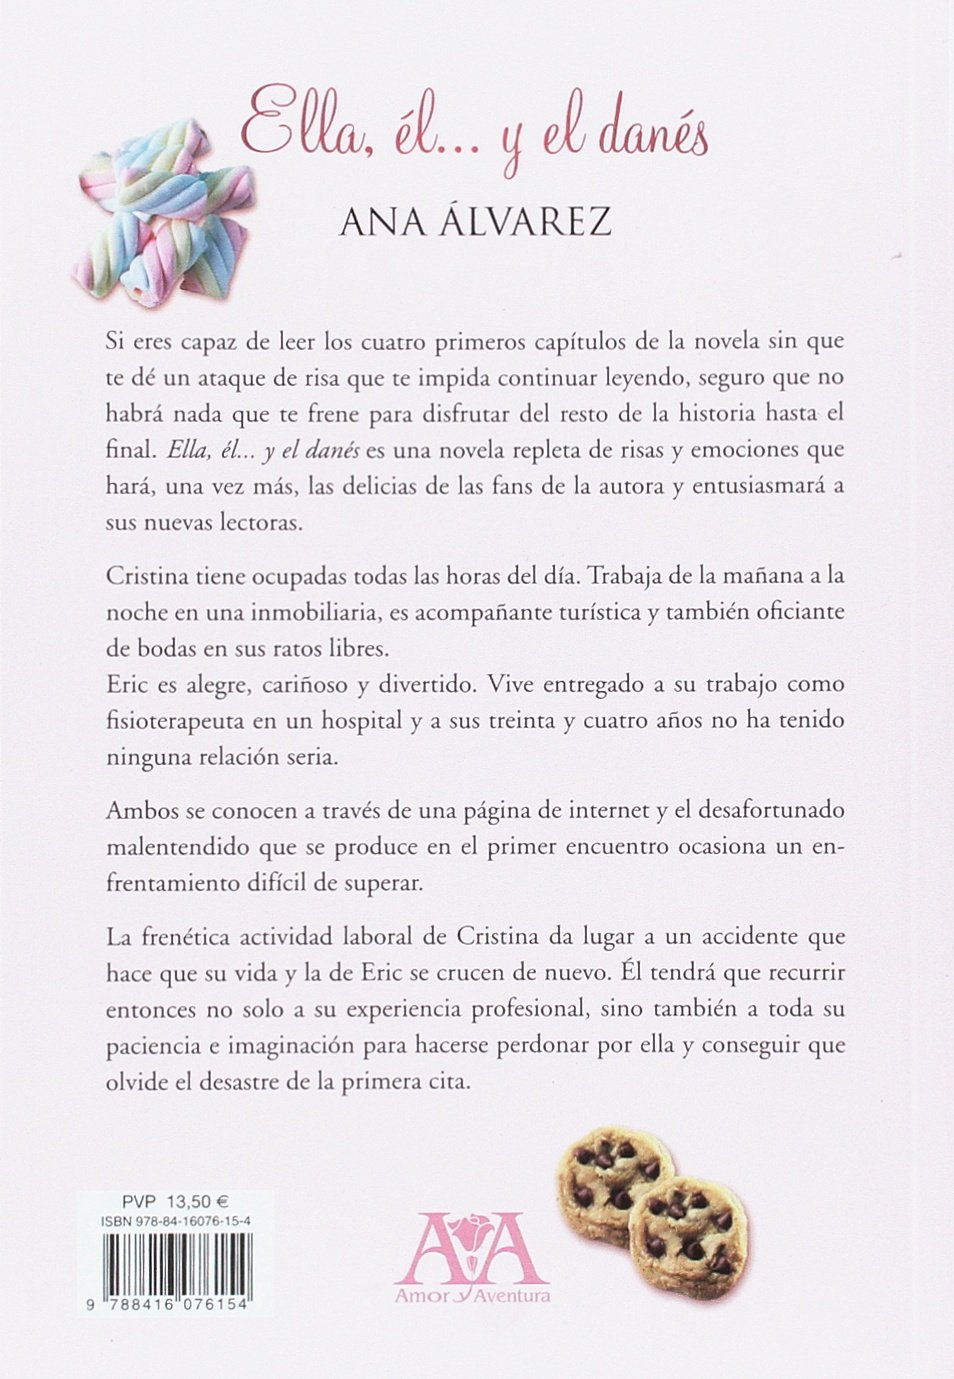 Ella, él... y el danés
ANA ÁLVAREZ
Si eres capaz de leer los cuatro primeros capítulos de la novela sin que
te dé un ataque de risa que te impida continuar leyendo, seguro que no
habrá nada que te frene para disfrutar del resto de la historia hasta el
final. Ella, él... y el danés es una novela repleta de risas y emociones que
hará, una vez más, las delicias de las fans de la autora y entusiasmará a
sus nuevas lectoras.
Cristina tiene ocupadas todas las horas del día. Trabaja de la mañana a la
noche en una inmobiliaria, es acompañante turística y también oficiante
de bodas en sus ratos libres.
Eric es alegre, cariñoso y divertido. Vive entregado a su trabajo como
fisioterapeuta en un hospital y a sus treinta y cuatro años no ha tenido
ninguna relación seria.
Ambos se conocen a través de una página de internet y el desafortunado
malentendido que se produce en el primer encuentro ocasiona un en-
frentamiento difícil de superar.
La frenética actividad laboral de Cristina da lugar a un accidente que
hace que su vida y la de Eric se crucen de nuevo. Él tendrá que recurrir
entonces no solo a su experiencia profesional, sino también a toda su
paciencia e imaginación para hacerse perdonar por ella y conseguir que
olvide el desastre de la primera cita.
PVP 13,50 €
ISBN 978-84-16076-15-4
9 788416 076154
A A
Amor y Aventura